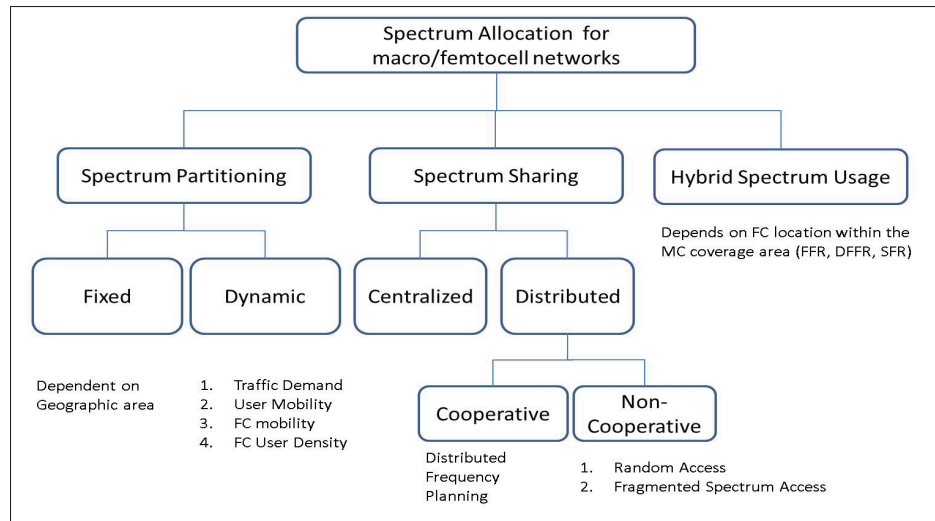 Spectrum Allocation for
macro/femtocell networks
Spectrum Partitioning
Spectrum Sharing
Hybrid Spectrum Usage
Depends on FC location within the
MC coverage area (FFR, DFFR, SFR)
Fixed
Dynamic
Centralized
Distributed
Dependent on
Geographic area
1. Traffic Demand
2. User Mobility
3. FC mobility
4. FC User Density
Cooperative
Non-
Cooperative
Distributed
Frequency
Planning
1. Random Access
2. Fragmented Spectrum Access